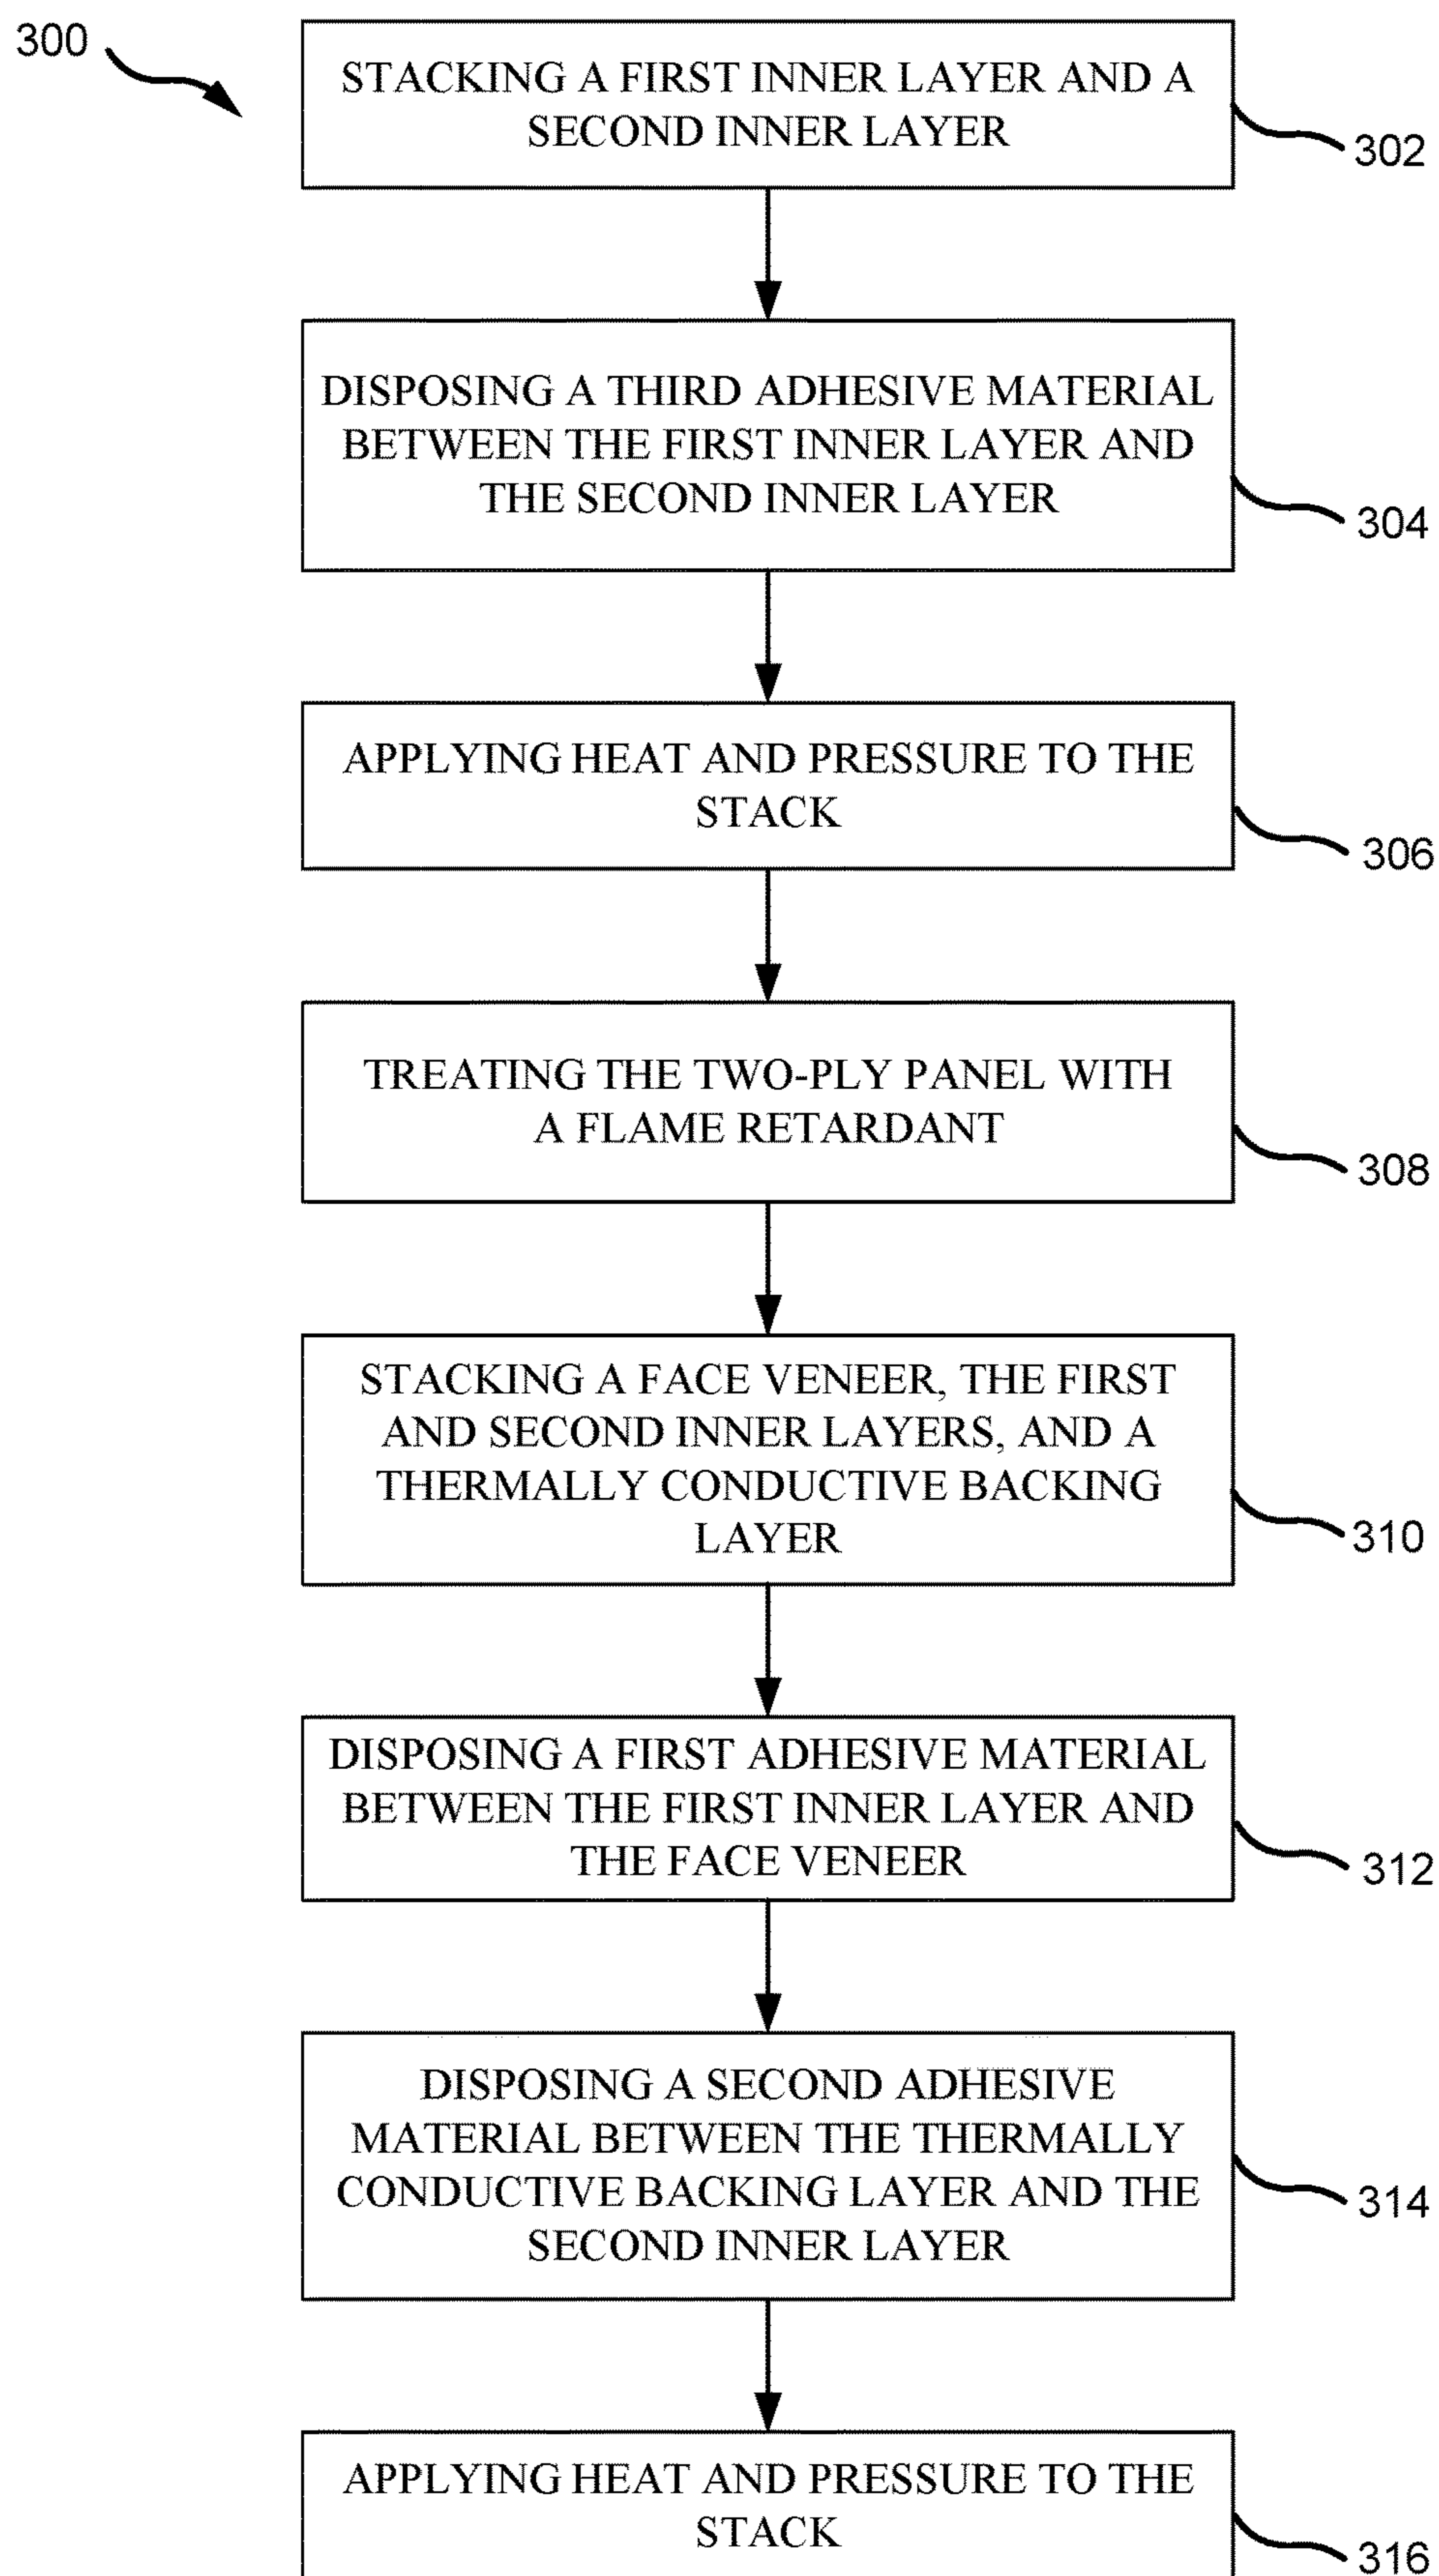 300
STACKING A FIRST INNER LAYER AND A
SECOND INNER LAYER
302
DISPOSING A THIRD ADHESIVE MATERIAL
BETWEEN THE FIRST INNER LAYER AND
THE SECOND INNER LAYER
304
APPLYING HEAT AND PRESSURE TO THE
STACK
306
TREATING THE TWO-PLY PANEL WITH
A FLAME RETARDANT
308
STACKING A FACE VENEER, THE FIRST
AND SECOND INNER LAYERS, AND A
THERMALLY CONDUCTIVE BACKING
LAYER
310
DISPOSING A FIRST ADHESIVE MATERIAL
BETWEEN THE FIRST INNER LAYER AND
THE FACE VENEER
312
DISPOSING A SECOND ADHESIVE
MATERIAL BETWEEN THE THERMALLY
CONDUCTIVE BACKING LAYER AND THE
SECOND INNER LAYER
314
APPLYING HEAT AND PRESSURE TO THE
STACK
316